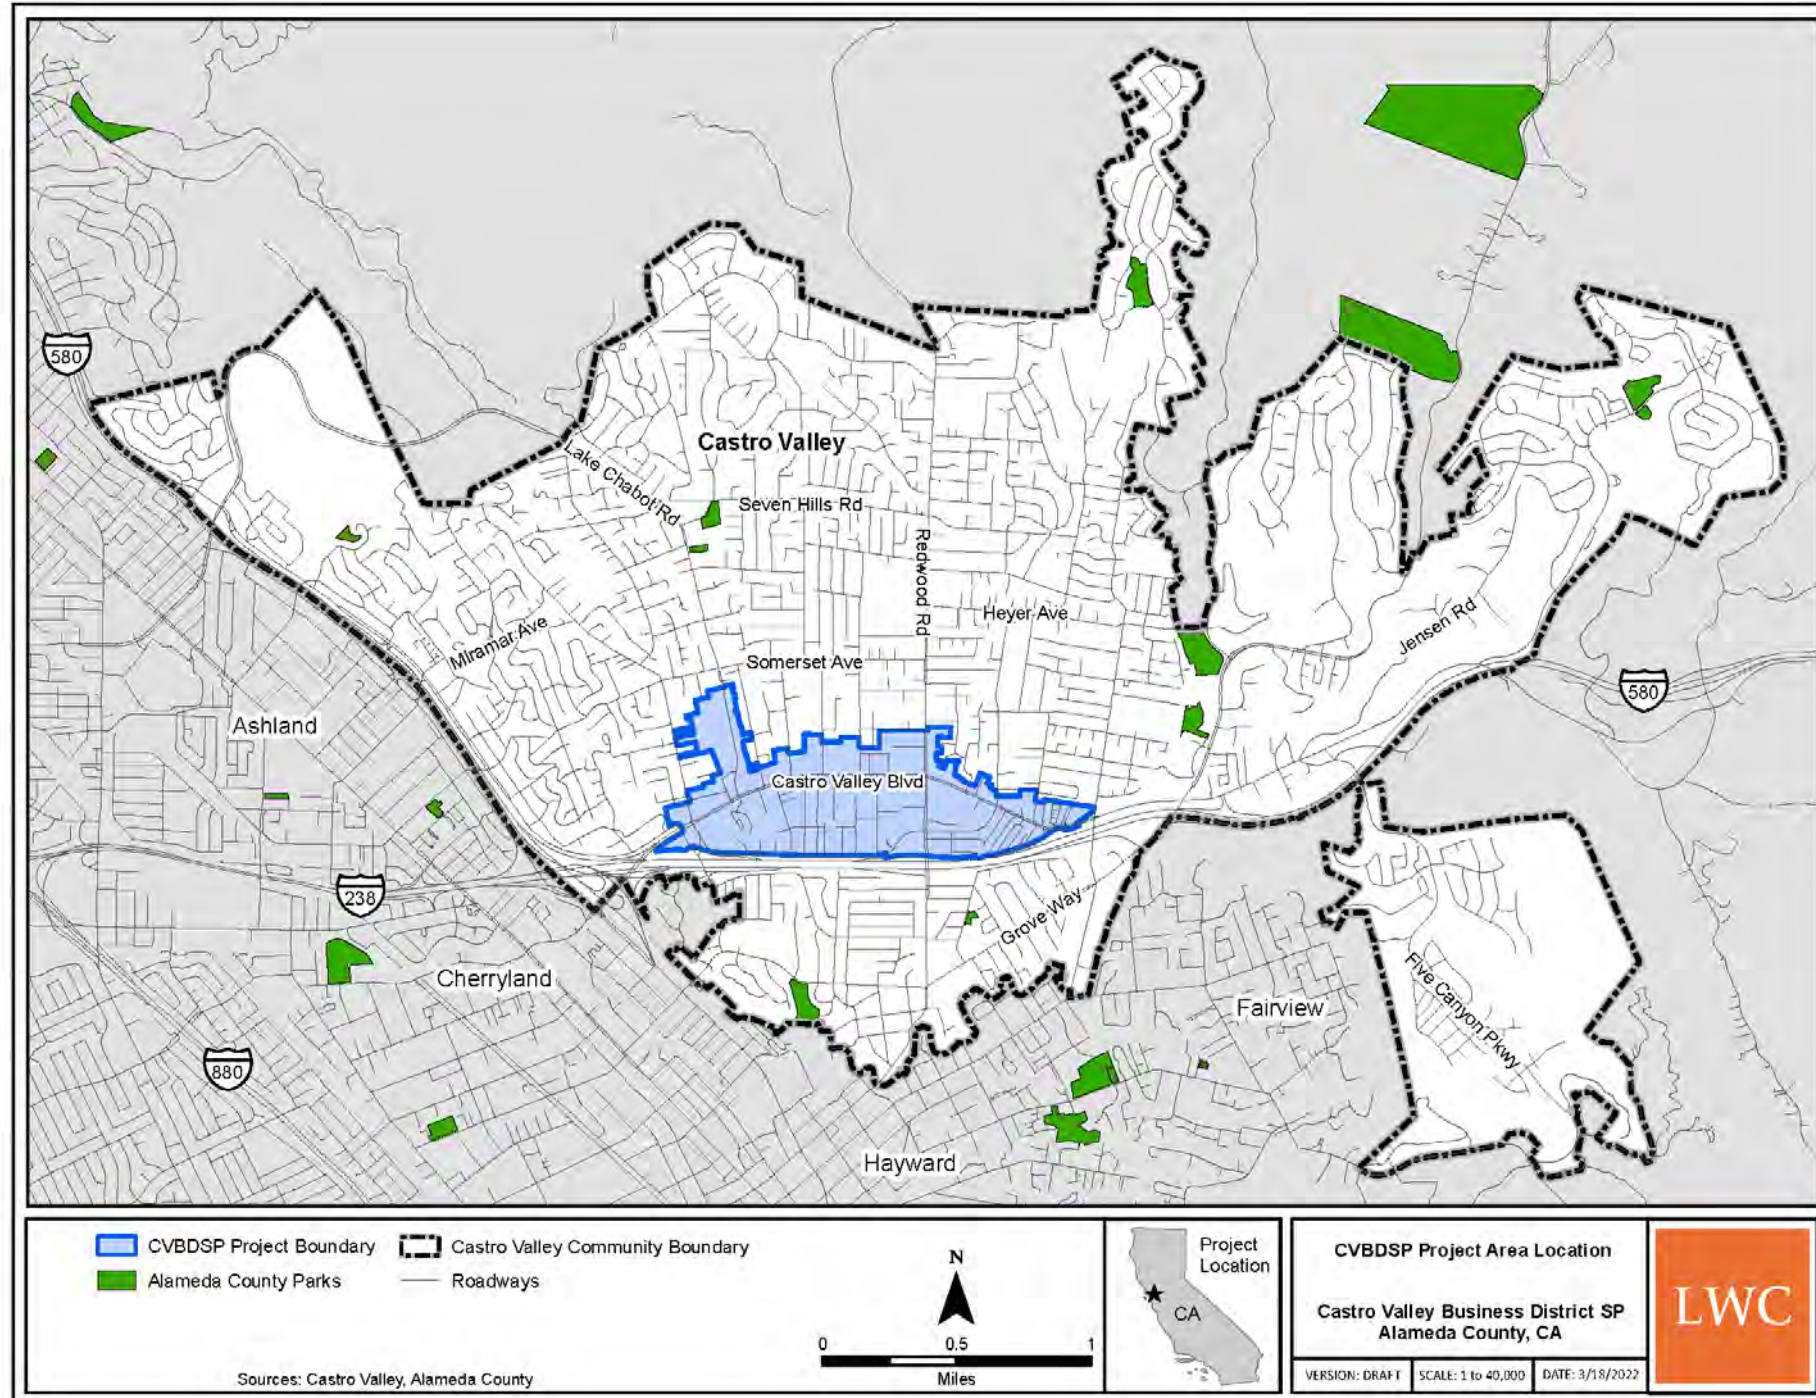 580
Castro Valley
Lake Chabot Rd
Seven Hills Rd
Redwood Rd
Heyer Ave
Miramar Ave
Jensen Rd
Somerset Ave
580
Ashland
Castro Valley Blvd
238
Grove Way
Cherryland
Five Canyon Pkwy
Fairview
880
Hayward
CVBDSP Project Boundary
Castro Valley Community Boundary
Alameda County Parks
Roadways
Sources: Castro Valley, Alameda County
N
0 0.5 1
Miles
Project
Location
CA
CVBDSP Project Area Location
Castro Valley Business District SP
Alameda County, CA
VERSION: DRAFT
SCALE: 1 to 40,000
DATE: 3/18/2022
LWC